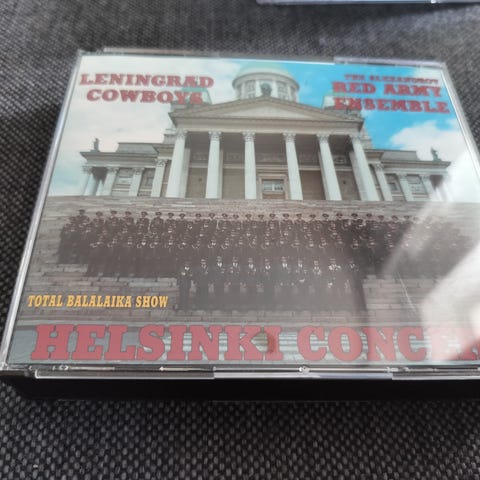 LENINGRAD
COWBOYS
THE ALEXANDROV
RED ARMY
ENSEMBLE
TOTAL BALALAIKA SHOW
HELSINKI CONCE